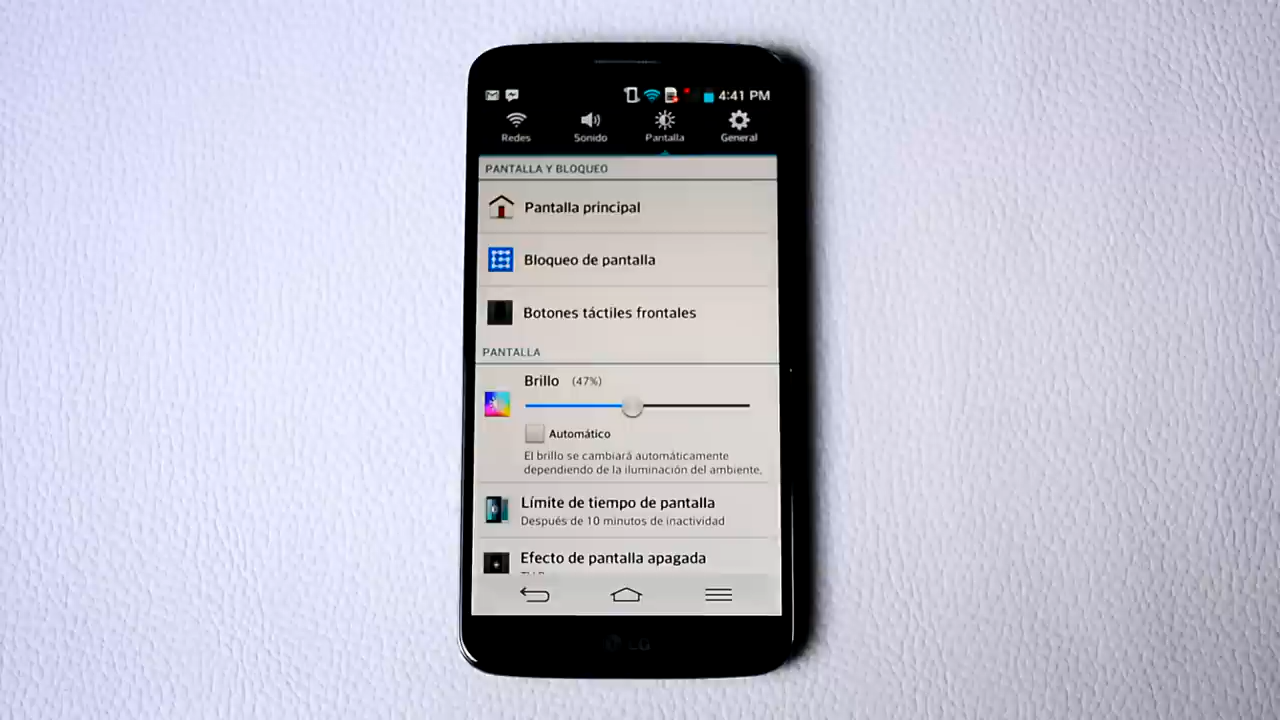 4:41 PM
Redes Sonido Pantalla General
PANTALLA Y BLOQUEO
Pantalla principal
Bloqueo de pantalla
Botones táctiles frontales
PANTALLA
Brillo (47%)
Automático
El brillo se cambiará automáticamente
dependiendo de la iluminación del ambiente.
Límite de tiempo de pantalla
Después de 10 minutos de inactividad
Efecto de pantalla apagada
LG